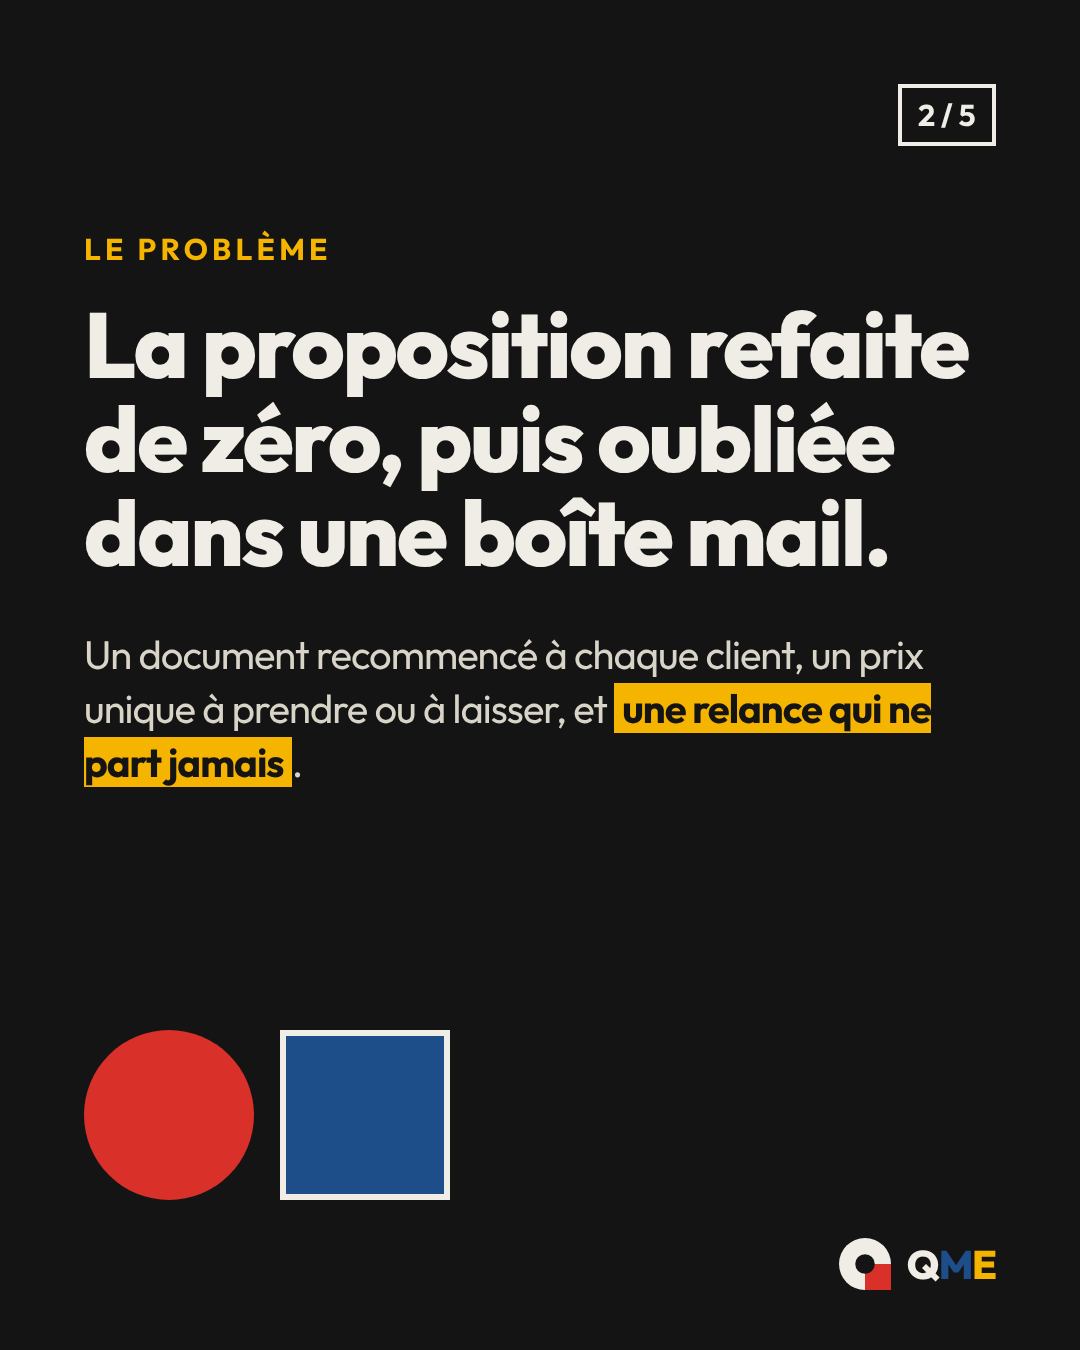 2 / 5
LE PROBLÈME
La proposition refaite
de zéro, puis oubliée
dans une boîte mail.
Un document recommencé à chaque client, un prix
unique à prendre ou à laisser, et une relance qui ne
part jamais .
QME